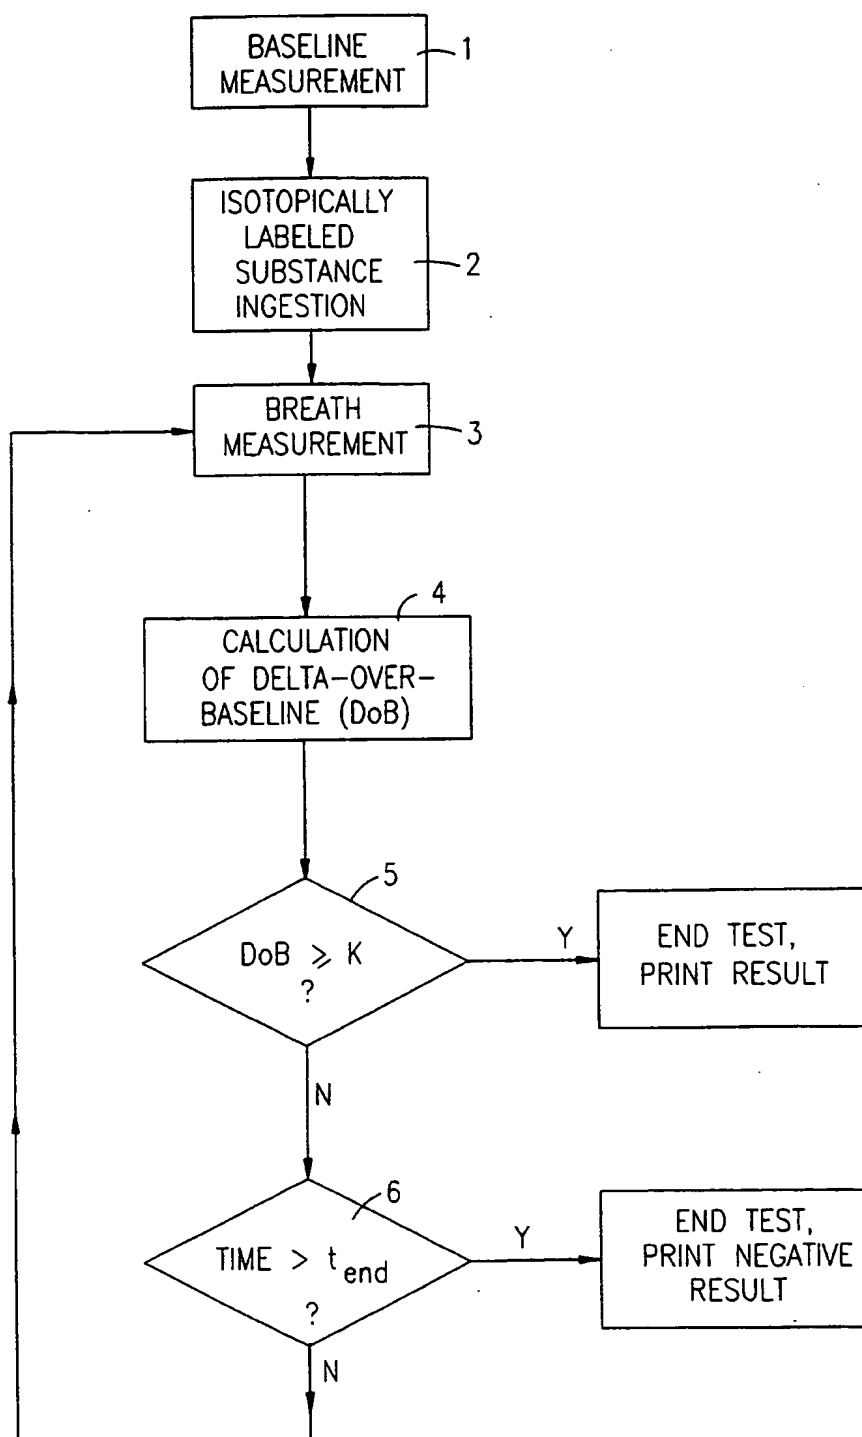 BASELINE
MEASUREMENT
1
ISOTOPICALLY
LABELED
SUBSTANCE
INGESTION
2
BREATH
MEASUREMENT
3
4
CALCULATION
OF DELTA-OVER-
BASELINE (DoB)
5
DoB ⩾ K
?
Y
END TEST,
PRINT RESULT
N
6
TIME > t_end
?
Y
END TEST,
PRINT NEGATIVE
RESULT
N